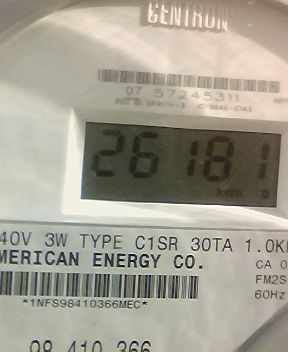 CENTRON
07 57245311
26181
KWH
40V 3W TYPE C1SR 30TA 1.0K
MERICAN ENERGY CO.
CA 0
FM2S
60Hz
*1NFS98410366MEC*
98 410 366